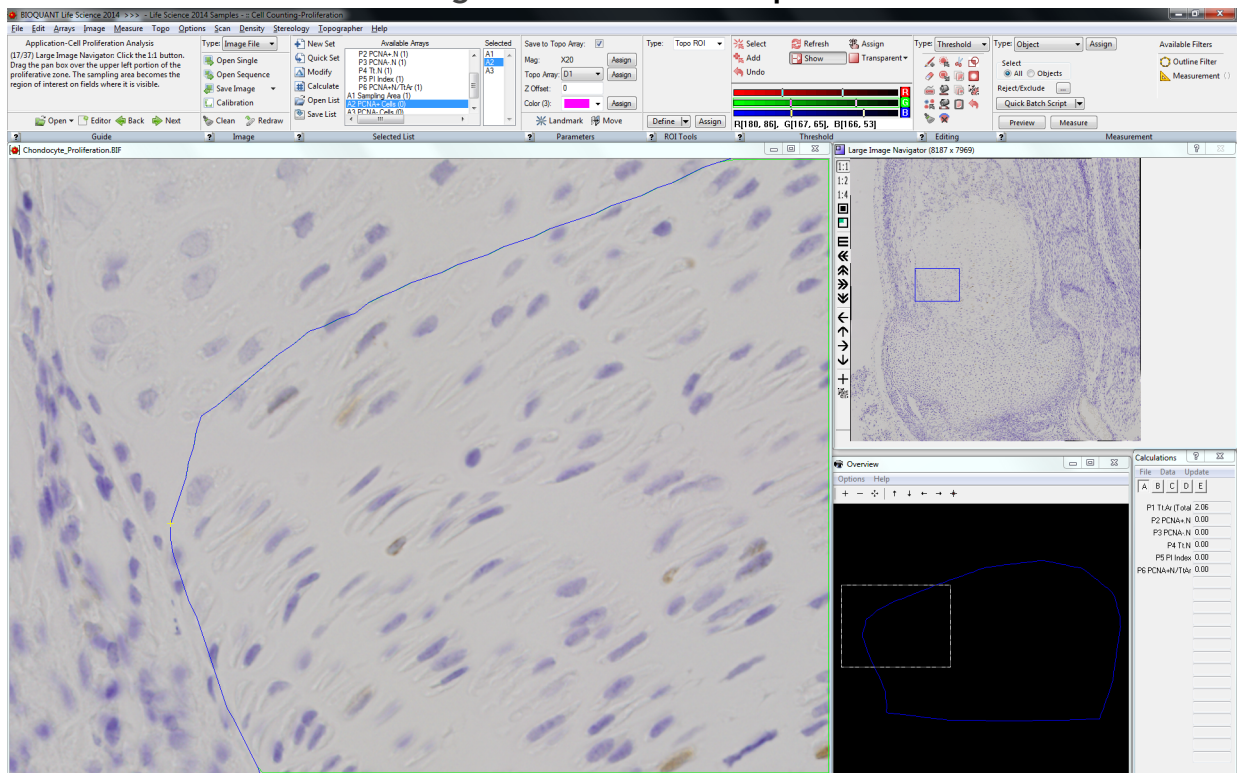 BIOQUANT Life Science 2014 >>> - Life Science 2014 Samples - :: Cell Counting-Proliferation
File Edit Arrays Image Measure Topo Options Scan Density Stereology Topographer Help
Application-Cell Proliferation Analysis
(17/37) Large Image Navigator: Click the 1:1 button.
Drag the pan box over the upper left portion of the
proliferative zone. The sampling area becomes the
region of interest on fields where it is visible.
Open Editor Back Next
Guide
Type: Image File
Open Single
Open Sequence
Save Image
Calibration
Clean Redraw
Image
New Set
Quick Set
Modify
Calculate
Open List
Save List
Available Arrays
P2 PCNA+.N (1)
P3 PCNA-.N (1)
P4 Tt.N (1)
P5 PI Index (1)
P6 PCNA+N/TtAr (1)
A1 Sampling Area (1)
A2 PCNA+ Cells (0)
A3 PCNA- Cells (0)
Selected
A1
A2
A3
Selected List
Save to Topo Array:
Mag: X20 Assign
Topo Array: D1 Assign
Z Offset: 0
Color (3): Assign
Landmark Move
Parameters
Type: Topo ROI
Define Assign
ROI Tools
Select Refresh Assign
Add Show Transparent
Undo
R
G
B
R[180, 86], G[167, 65], B[166, 53]
Threshold
Type: Threshold
Editing
Type: Object Assign
Select
All Objects
Reject/Exclude ...
Quick Batch Script
Preview Measure
Available Filters
Outline Filter
Measurement ()
Measurement
Chondocyte_Proliferation.BIF
Large Image Navigator (8187 x 7969)
1:1
1:2
1:4
Overview
Options Help
Calculations
File Data Update
A B C D E
P1 Tt.Ar (Total 2.06
P2 PCNA+.N 0.00
P3 PCNA-.N 0.00
P4 Tt.N 0.00
P5 PI Index 0.00
P6 PCNA+N/TtAr 0.00